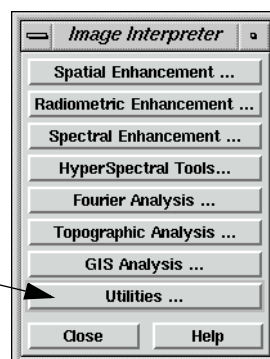 Image Interpreter
Spatial Enhancement ...
Radiometric Enhancement ...
Spectral Enhancement ...
HyperSpectral Tools...
Fourier Analysis ...
Topographic Analysis ...
GIS Analysis ...
Utilities ...
Close Help